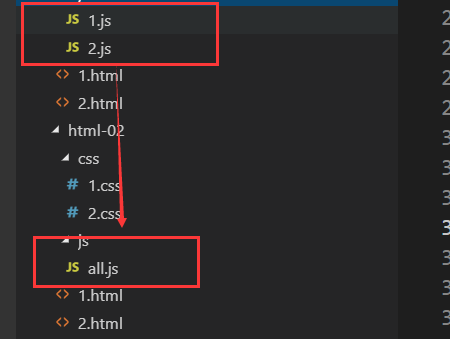 JS 1.js
JS 2.js
<> 1.html
<> 2.html
html-02
css
# 1.css
# 2.css
js
JS all.js
<> 1.html
<> 2.html
2
2
2
2
3
3
3
3
3
3
3